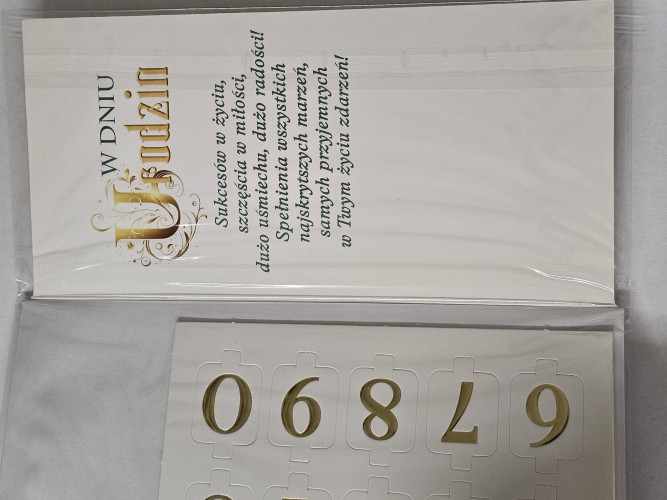 W DNIU
Urodzin
Sukcesów w życiu,
szczęścia w miłości,
dużo uśmiechu, dużo radości!
Spełnienia wszystkich
najskrytszych marzeń,
samych przyjemnych
w Twym życiu zdarzeń!
6 7 8 9 0